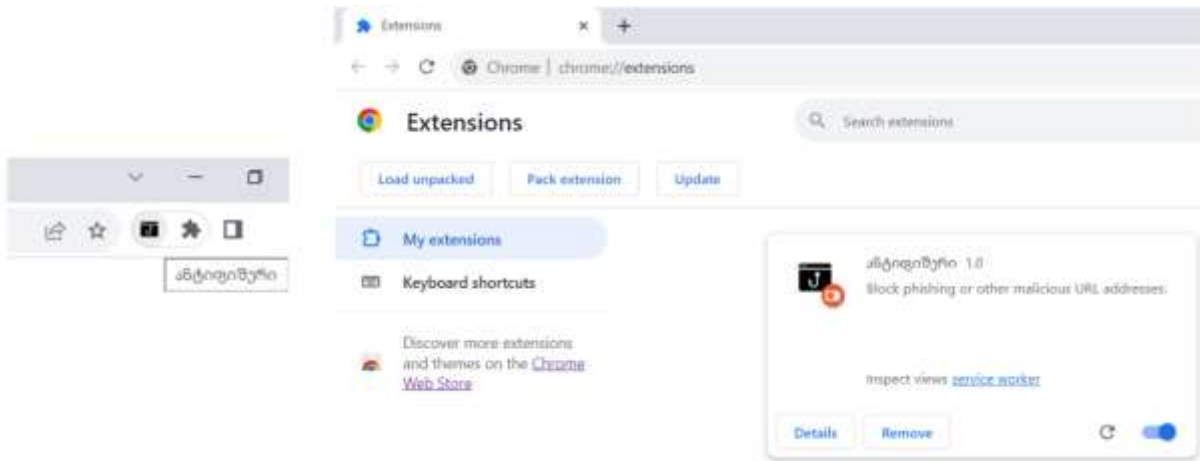 ანტიფიშერი
Extensions
Chrome | chrome://extensions
Extensions
Search extensions
Load unpacked Pack extension Update
My extensions
Keyboard shortcuts
Discover more extensions
and themes on the Chrome
Web Store
ანტიფიშერი 1.0
Block phishing or other malicious URL addresses.
Inspect views service worker
Details Remove